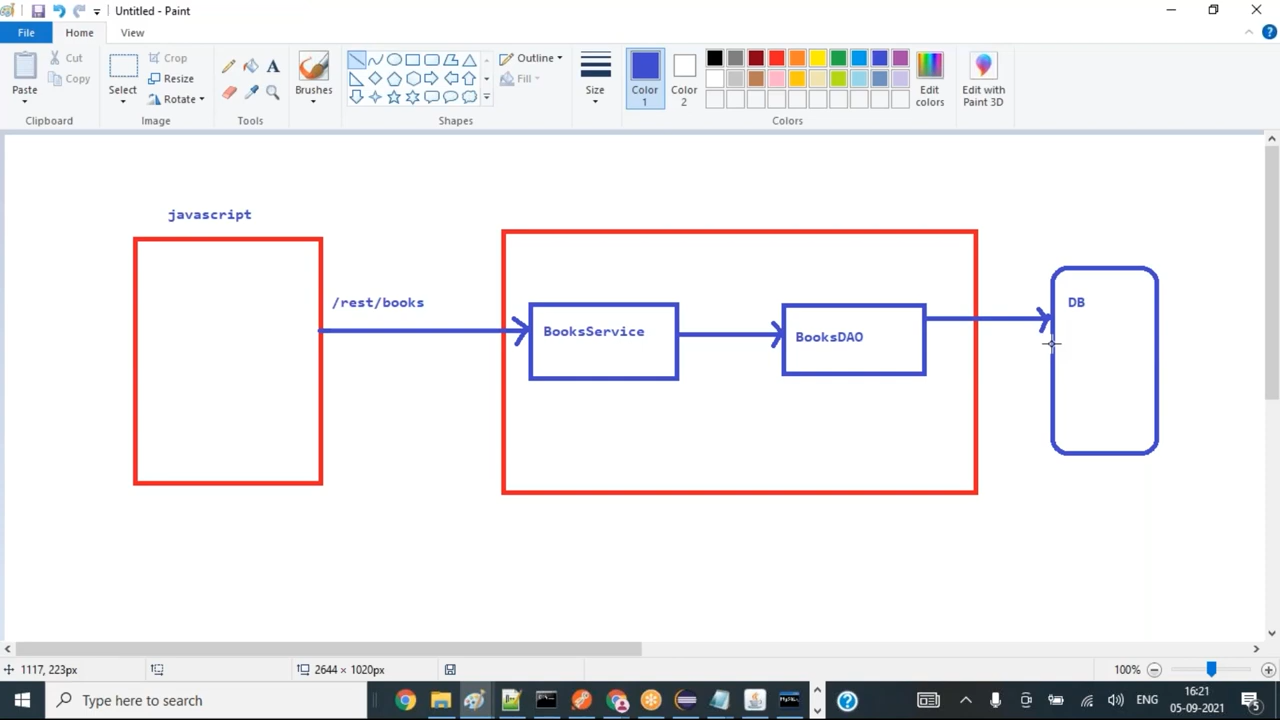 Untitled - Paint
File
Home
View
Paste
Cut
Copy
Clipboard
Select
Crop
Resize
Rotate
Image
A
Tools
Brushes
Shapes
Outline
Fill
Size
Color
1
Color
2
Edit
colors
Colors
Edit with
Paint 3D
javascript
/rest/books
BooksService
BooksDAO
DB
1117, 223px
2644 × 1020px
100%
Type here to search
ENG
16:21
05-09-2021
5